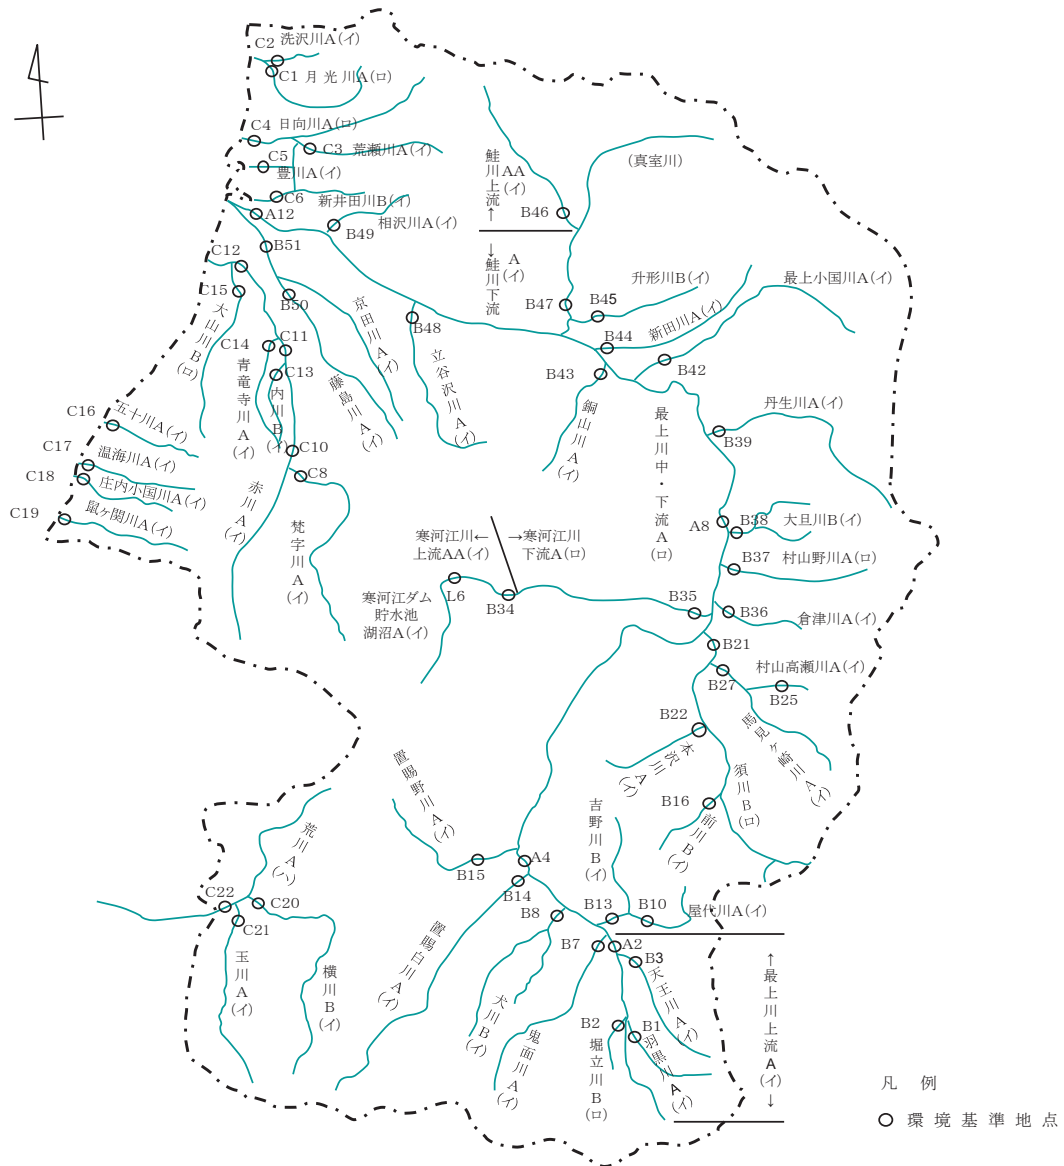 C2 洗沢川A(イ)
C1 月光川A(ロ)
C4 日向川A(ロ)
C3 荒瀬川A(イ)
C5
豊川A(イ)
C6 新井田川B(イ)
A12
相沢川A(イ)
B49
B51
鮭川上流
AA
(イ)
↑
B46
(真室川)
↓
鮭川下流
A
(イ)
B47
B45
升形川B(イ)
最上小国川A(イ)
新田川A(イ)
B44
B42
B43
C12
C15
大山川B(ロ)
B50
京田川A(イ)
B48
C14
C11
C13
青竜寺川A(イ)
内川B(イ)
藤島川A(イ)
立谷沢川A(イ)
銅山川A(イ)
最上川中・下流A(ロ)
丹生川A(イ)
B39
C16
五十川A(イ)
C17
温海川A(イ)
C18
庄内小国川A(イ)
C19
鼠ヶ関川A(イ)
C10
C8
赤川A(イ)
梵字川A(イ)
A8
B38
大旦川B(イ)
B37
村山野川A(ロ)
寒河江川←
上流AA(イ)
→寒河江川
下流A(ロ)
L6
B34
寒河江ダム
貯水池
湖沼A(イ)
B35
B36
倉津川A(イ)
B21
B27
村山高瀬川A(イ)
B25
B22
馬見ヶ崎川A(イ)
本沢川A(イ)
B16
前川B(イ)
須川B(ロ)
置賜野川A(イ)
吉野川B(イ)
荒川A(ハ)
B15
A4
B14
B8
B13
B10
屋代川A(イ)
C22
C20
C21
玉川A(イ)
横川B(イ)
置賜白川A(イ)
B7
A2
B3
天王川A(イ)
犬川B(イ)
鬼面川A(イ)
B2
B1
堀立川B(ロ)
羽黒川A(イ)
↑最上川上流A(イ)↓
凡 例
環境基準地点